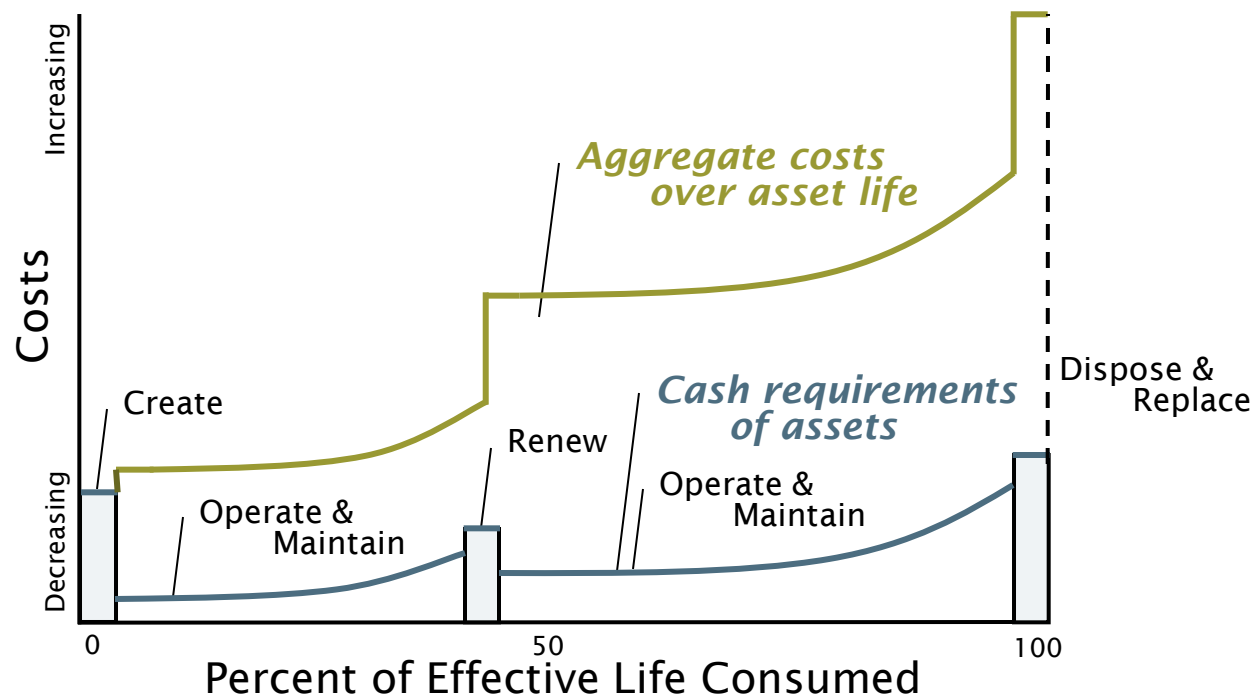 Increasing
Aggregate costs
over asset life
Costs
Dispose &
Replace
Create
Cash requirements
of assets
Renew
Operate &
Maintain
Operate &
Maintain
Decreasing
0
50
100
Percent of Effective Life Consumed